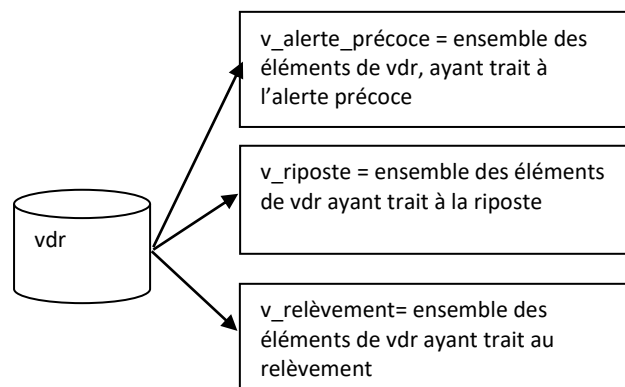 v_alerte_précoce = ensemble des
éléments de vdr, ayant trait à
l’alerte précoce
v_riposte = ensemble des éléments
de vdr ayant trait à la riposte
vdr
v_relèvement= ensemble des
éléments de vdr ayant trait au
relèvement